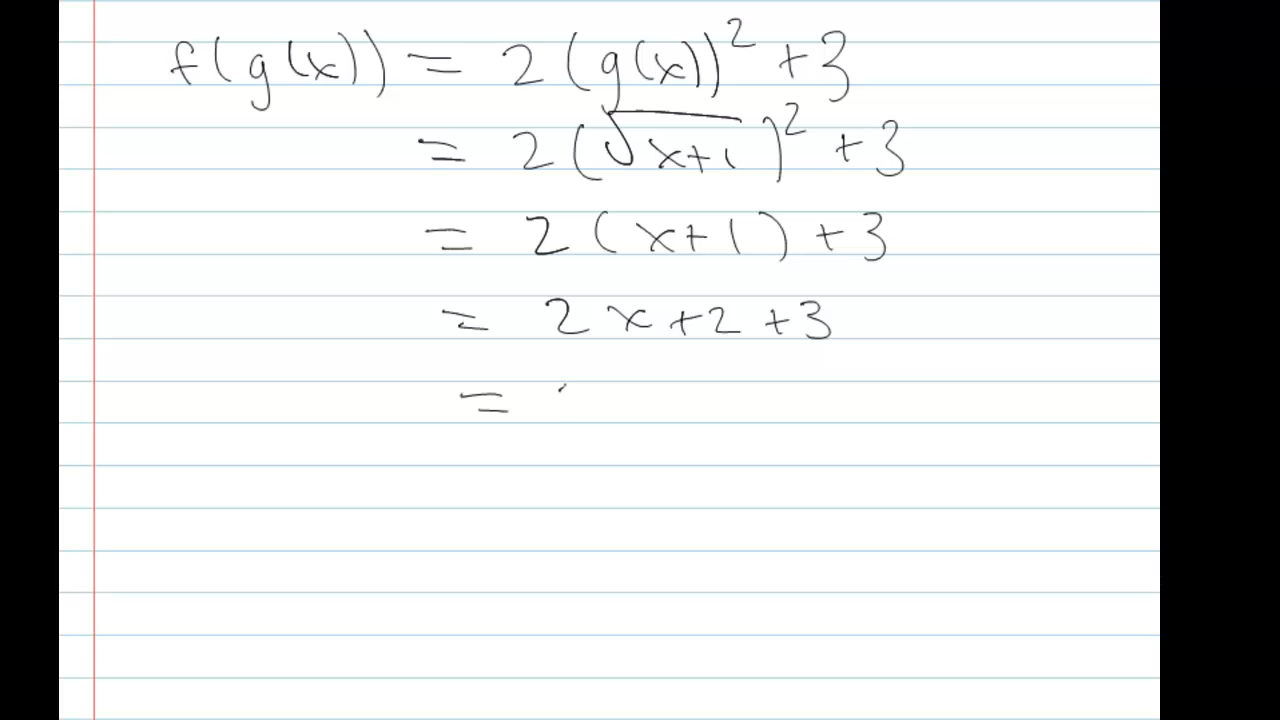 f(g(x)) = 2(g(x))² + 3
= 2(√x+1)² + 3
= 2(x+1) + 3
= 2x + 2 + 3
=